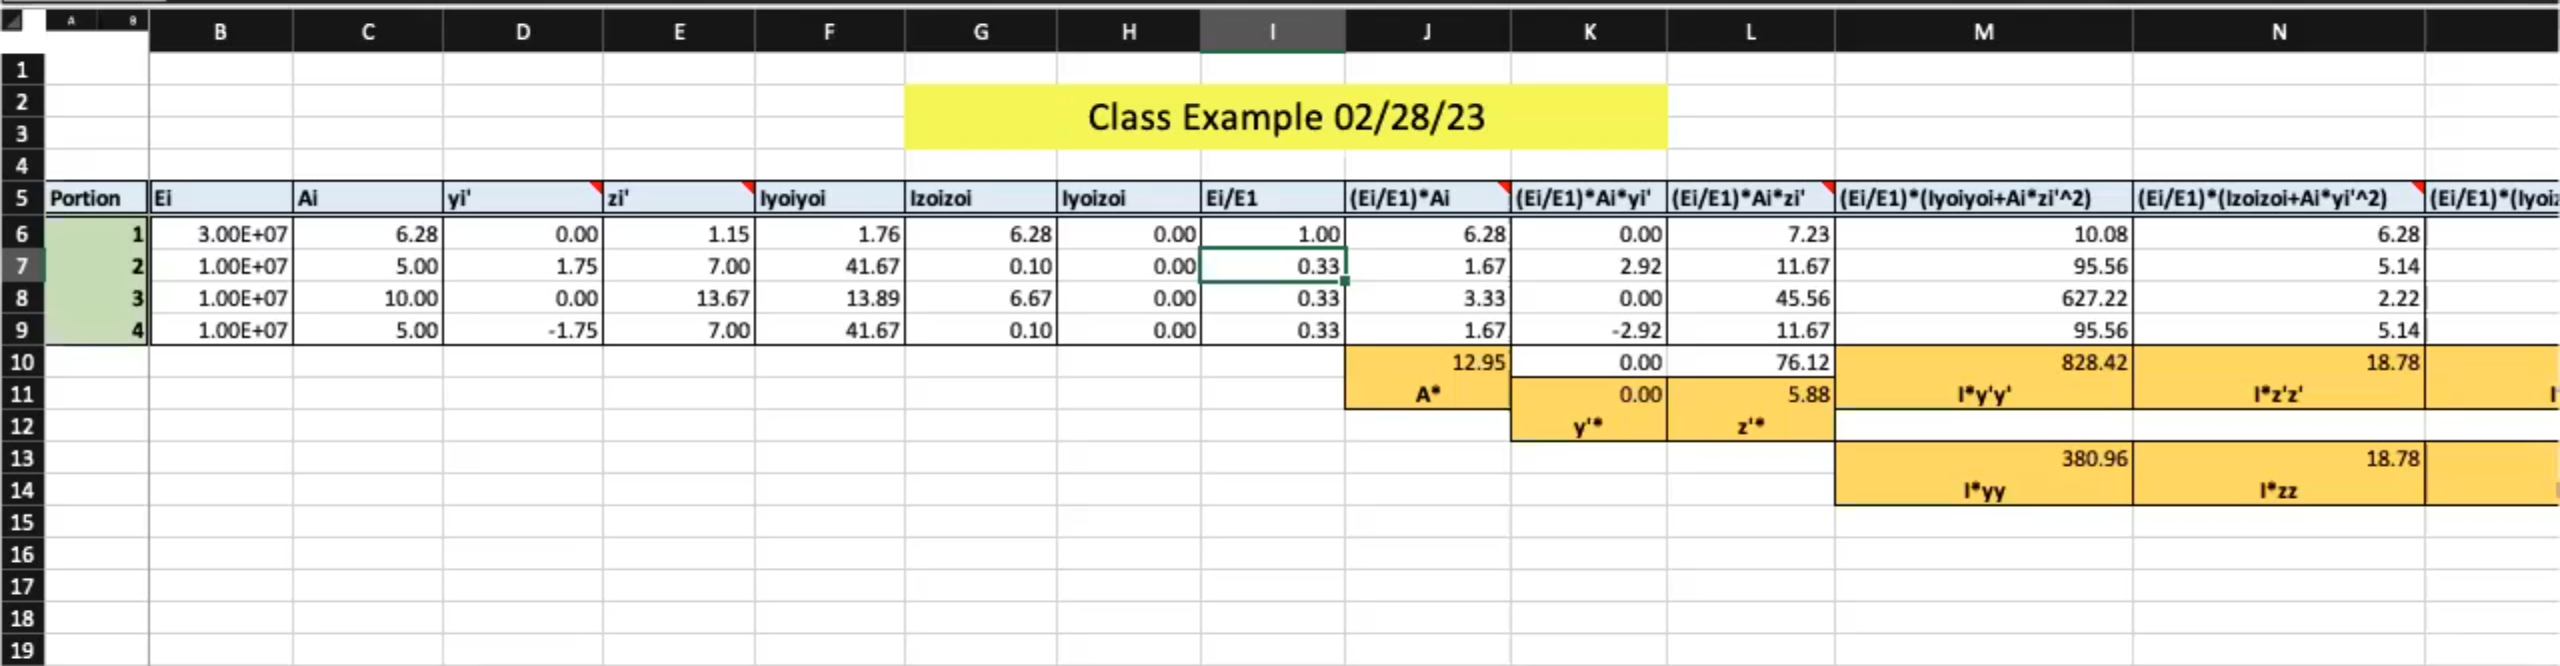 A B B C D E F G H I J K L M N
1
2
Class Example 02/28/23
3
4
5 Portion Ei Ai yi' zi' Iyoiyoi Izoizoi Iyoizoi Ei/E1 (Ei/E1)*Ai (Ei/E1)*Ai*yi' (Ei/E1)*Ai*zi' (Ei/E1)*(Iyoiyoi+Ai*zi'^2) (Ei/E1)*(Izoizoi+Ai*yi'^2) (Ei/E1)*(Iyoi
6 1 3.00E+07 6.28 0.00 1.15 1.76 6.28 0.00 1.00 6.28 0.00 7.23 10.08 6.28
7 2 1.00E+07 5.00 1.75 7.00 41.67 0.10 0.00 0.33 1.67 2.92 11.67 95.56 5.14
8 3 1.00E+07 10.00 0.00 13.67 13.89 6.67 0.00 0.33 3.33 0.00 45.56 627.22 2.22
9 4 1.00E+07 5.00 -1.75 7.00 41.67 0.10 0.00 0.33 1.67 -2.92 11.67 95.56 5.14
10 12.95 0.00 76.12 828.42 18.78
11 A* 0.00 5.88 I*y'y' I*z'z'
12 y'* z'*
13 380.96 18.78
14 I*yy I*zz
15
16
17
18
19